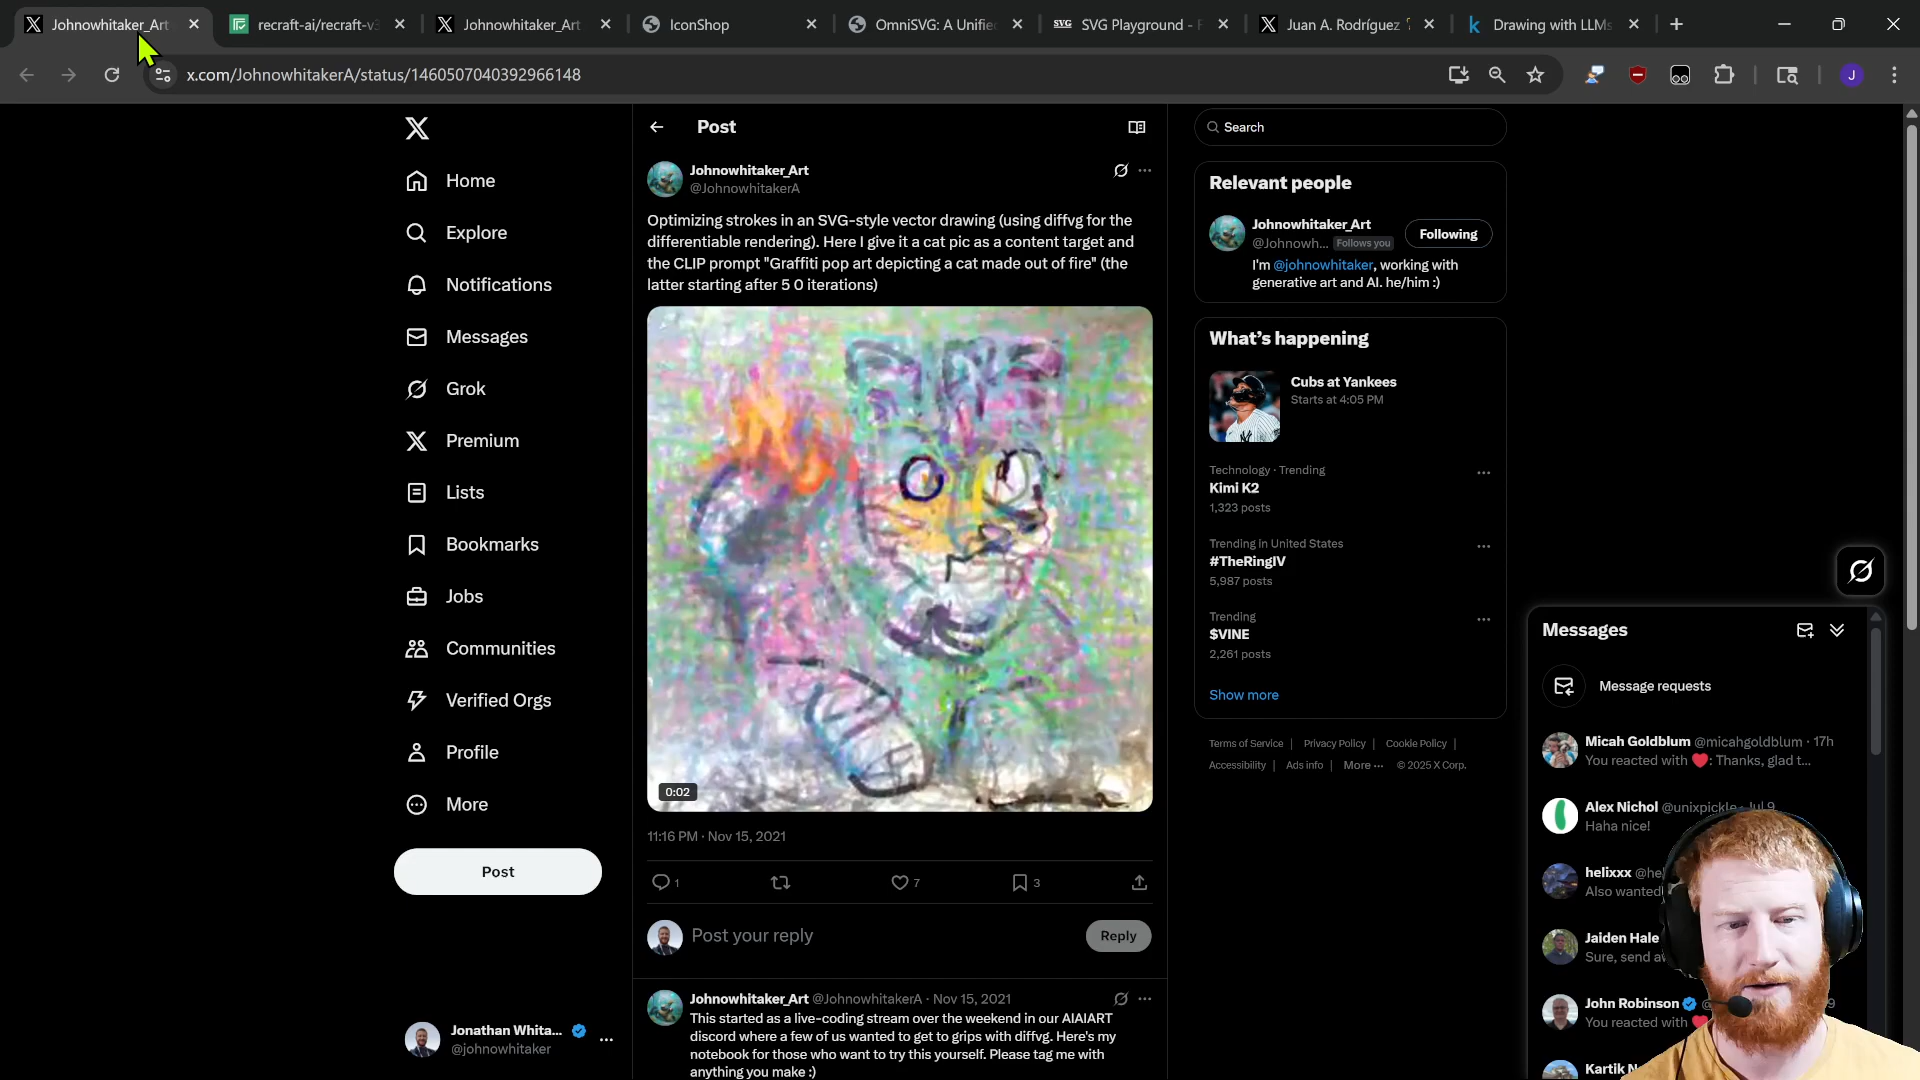 Johnowhitaker_Art
recraft-ai/recraft-v3
Johnowhitaker_Art
IconShop
OmniSVG: A Unifie
SVG Playground - F
Juan A. Rodríguez
Drawing with LLMs
x.com/JohnowhitakerA/status/1460507040392966148
J
Home
Explore
Notifications
Messages
Grok
Premium
Lists
Bookmarks
Jobs
Communities
Verified Orgs
Profile
More
Post
Jonathan Whita...
@johnowhitaker
Post
Johnowhitaker_Art
@JohnowhitakerA
Optimizing strokes in an SVG-style vector drawing (using diffvg for the
differentiable rendering). Here I give it a cat pic as a content target and
the CLIP prompt "Graffiti pop art depicting a cat made out of fire" (the
latter starting after 5 0 iterations)
0:02
11:16 PM · Nov 15, 2021
1
7
3
Post your reply
Reply
Johnowhitaker_Art @JohnowhitakerA · Nov 15, 2021
This started as a live-coding stream over the weekend in our AIAIART
discord where a few of us wanted to get to grips with diffvg. Here's my
notebook for those who want to try this yourself. Please tag me with
anything you make :)
Search
Relevant people
Johnowhitaker_Art
@Johnowh... Follows you
Following
I'm @johnowhitaker, working with
generative art and AI. he/him :)
What's happening
Cubs at Yankees
Starts at 4:05 PM
Technology · Trending
Kimi K2
1,323 posts
Trending in United States
#TheRingIV
5,987 posts
Trending
$VINE
2,261 posts
Show more
Terms of Service | Privacy Policy | Cookie Policy |
Accessibility | Ads info | More ··· © 2025 X Corp.
Messages
Message requests
Micah Goldblum @micahgoldblum · 17h
You reacted with ❤️: Thanks, glad t...
Alex Nichol @unixpickle · Jul 9
Haha nice!
helixxx
Also wanted
Jaiden Hale
Sure, send
John Robinson
You reacted with
Kartik